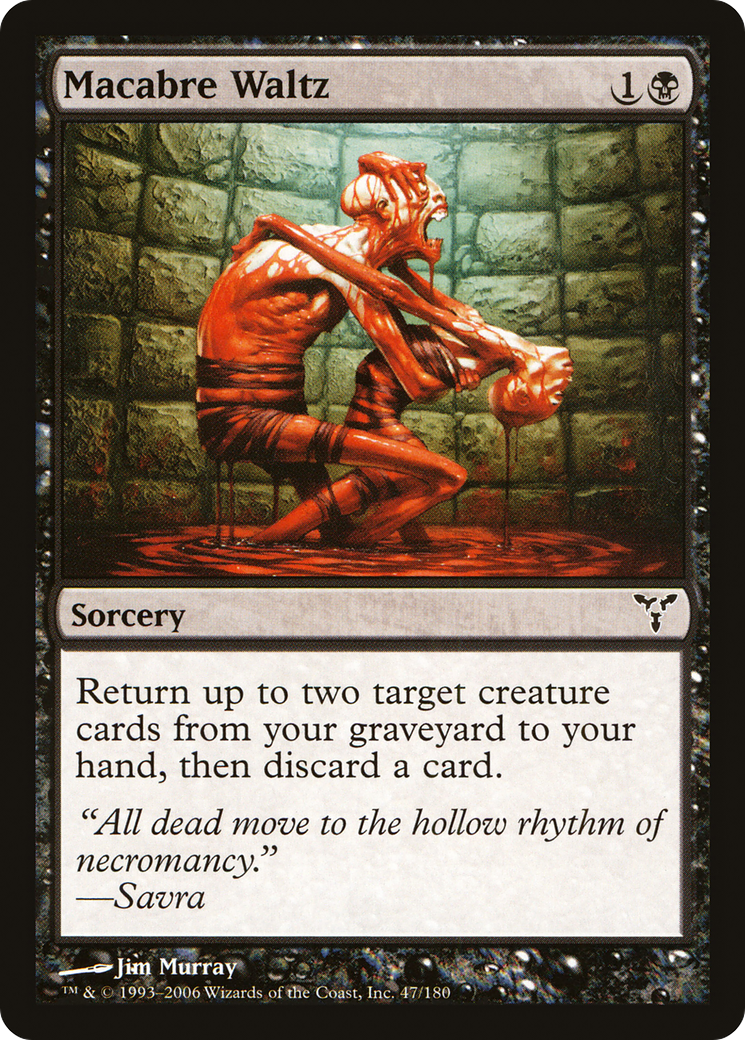 Macabre Waltz 1
Sorcery
Return up to two target creature
cards from your graveyard to your
hand, then discard a card.
“All dead move to the hollow rhythm of
necromancy.”
—Savra
Jim Murray
™ & © 1993–2006 Wizards of the Coast, Inc. 47/180